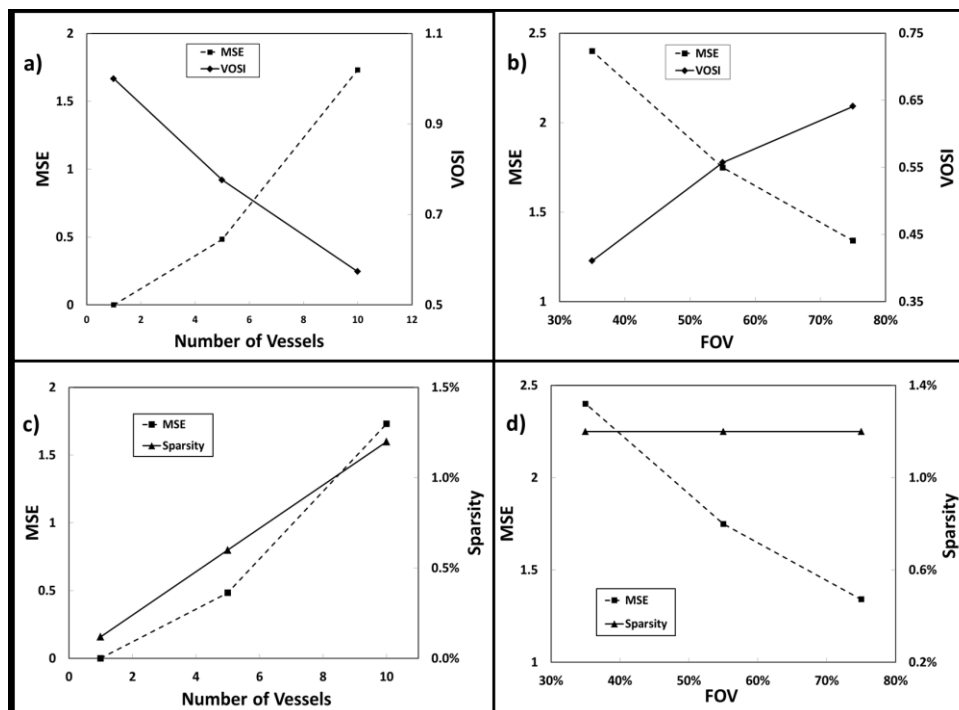 a)
MSE
VOSI
2
1.5
1
0.5
0
1.1
0.9
0.7
0.5
0 2 4 6 8 10 12
MSE
VOSI
Number of Vessels
b)
MSE
VOSI
2.5
2
1.5
1
0.75
0.65
0.55
0.45
0.35
30% 40% 50% 60% 70% 80%
MSE
VOSI
FOV
c)
MSE
Sparsity
2
1.5
1
0.5
0
1.5%
1.0%
0.5%
0.0%
0 2 4 6 8 10
MSE
Sparsity
Number of Vessels
d)
MSE
Sparsity
2.5
2
1.5
1
1.4%
1.0%
0.6%
0.2%
30% 40% 50% 60% 70% 80%
MSE
Sparsity
FOV